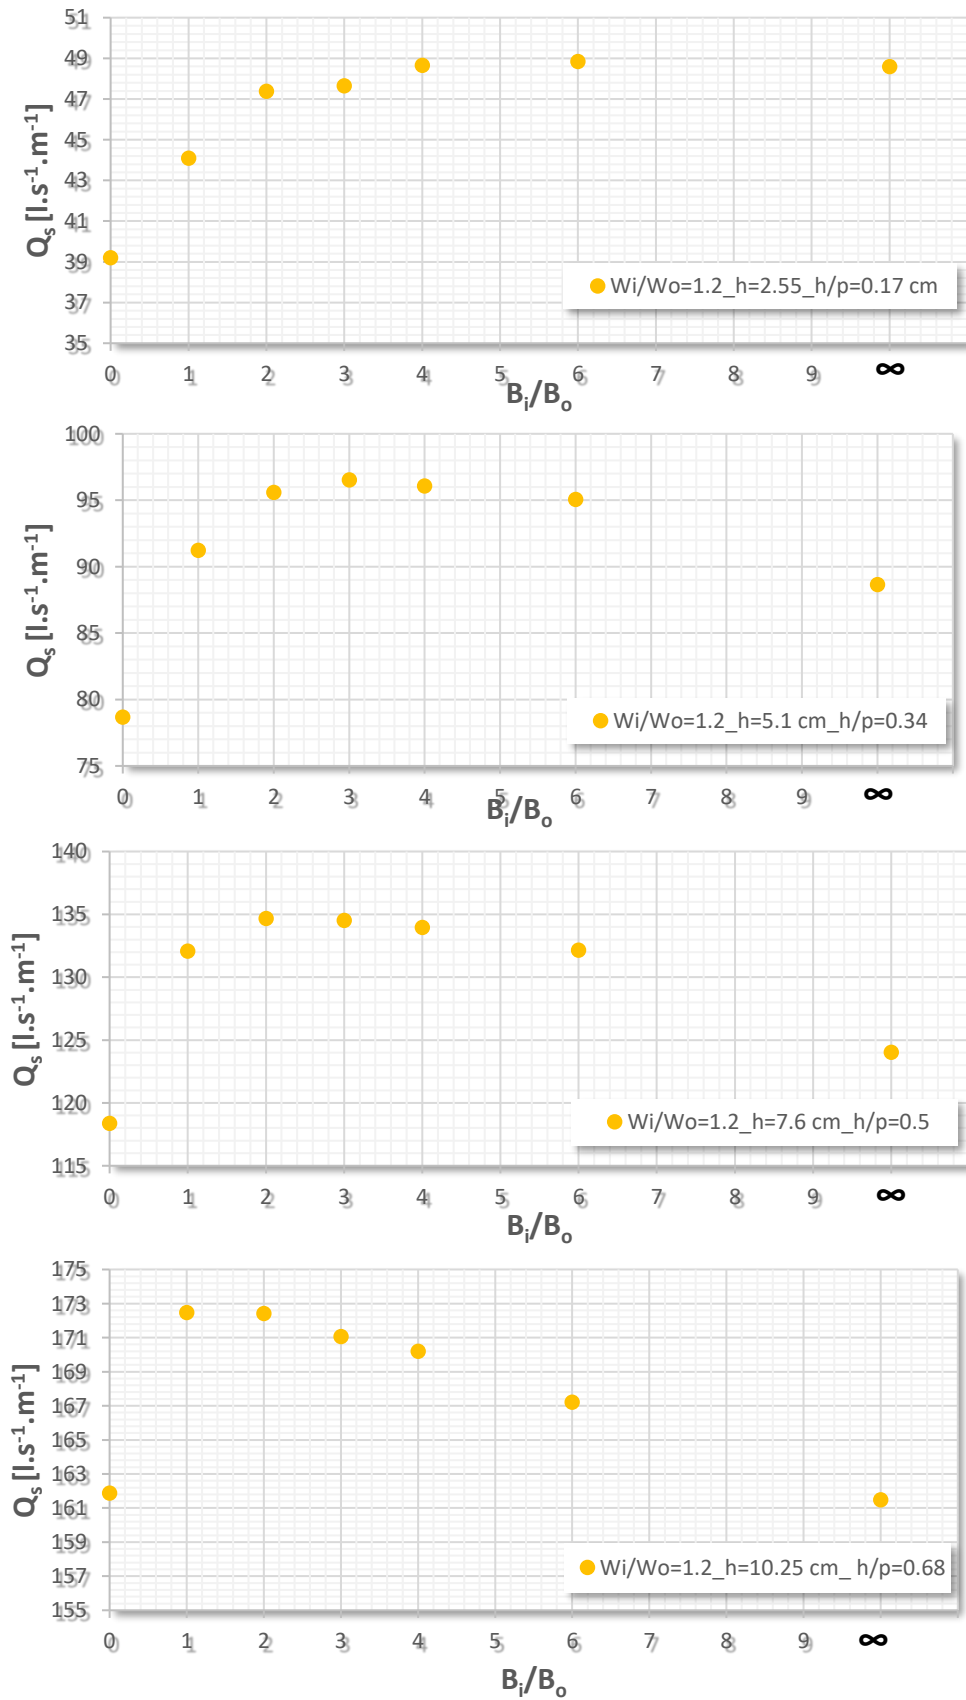 51
49
47
45
43
41
39
37
35
Qs [l.s-1.m-1]
Wi/Wo=1.2_h=2.55_h/p=0.17 cm
0 1 2 3 4 5 6 7 8 9 ∞
Bi/Bo
100
95
90
85
80
75
Qs [l.s-1.m-1]
Wi/Wo=1.2_h=5.1 cm_h/p=0.34
0 1 2 3 4 5 6 7 8 9 ∞
Bi/Bo
140
135
130
125
120
115
Qs [l.s-1.m-1]
Wi/Wo=1.2_h=7.6 cm_h/p=0.5
0 1 2 3 4 5 6 7 8 9 ∞
Bi/Bo
175
173
171
169
167
165
163
161
159
157
155
Qs [l.s-1.m-1]
Wi/Wo=1.2_h=10.25 cm_ h/p=0.68
0 1 2 3 4 5 6 7 8 9 ∞
Bi/Bo